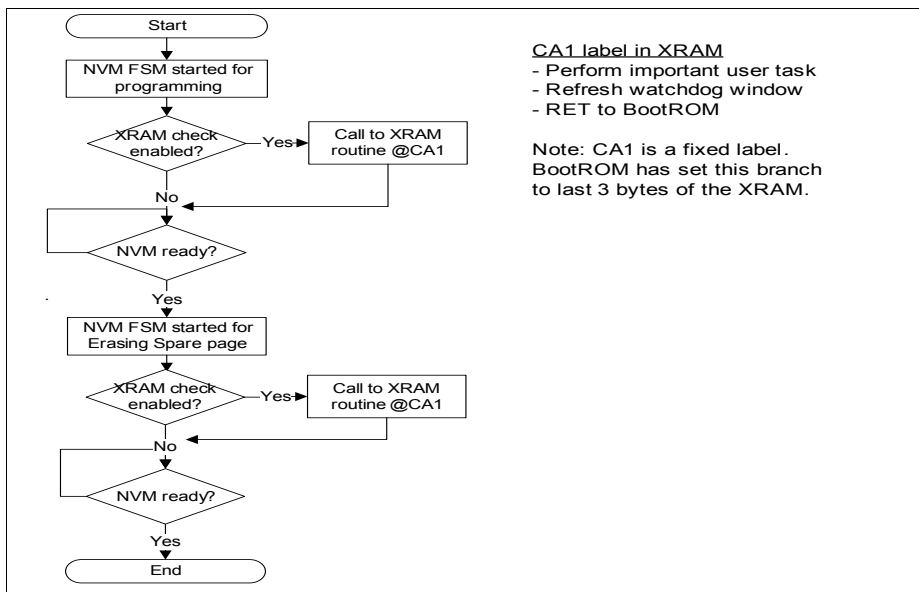 Start
NVM FSM started for
programming
XRAM check
enabled?
Yes
Call to XRAM
routine @CA1
No
NVM ready?
Yes
NVM FSM started for
Erasing Spare page
XRAM check
enabled?
Yes
Call to XRAM
routine @CA1
No
NVM ready?
Yes
End
CA1 label in XRAM
- Perform important user task
- Refresh watchdog window
- RET to BootROM
Note: CA1 is a fixed label.
BootROM has set this branch
to last 3 bytes of the XRAM.